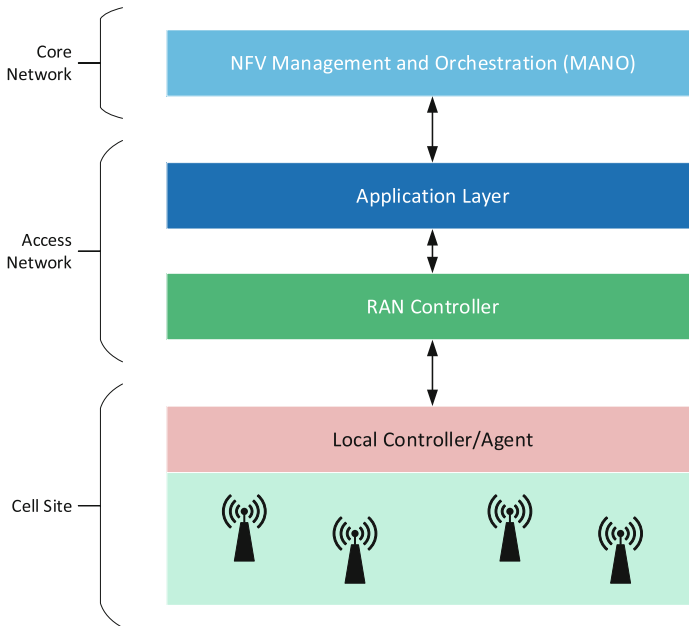 Core
Network
NFV Management and Orchestration (MANO)
Access
Network
Application Layer
RAN Controller
Cell Site
Local Controller/Agent